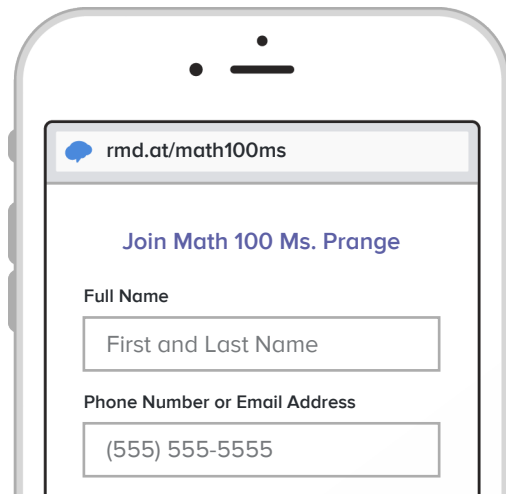 rmd.at/math100ms
Join Math 100 Ms. Prange
Full Name
First and Last Name
Phone Number or Email Address
(555) 555-5555